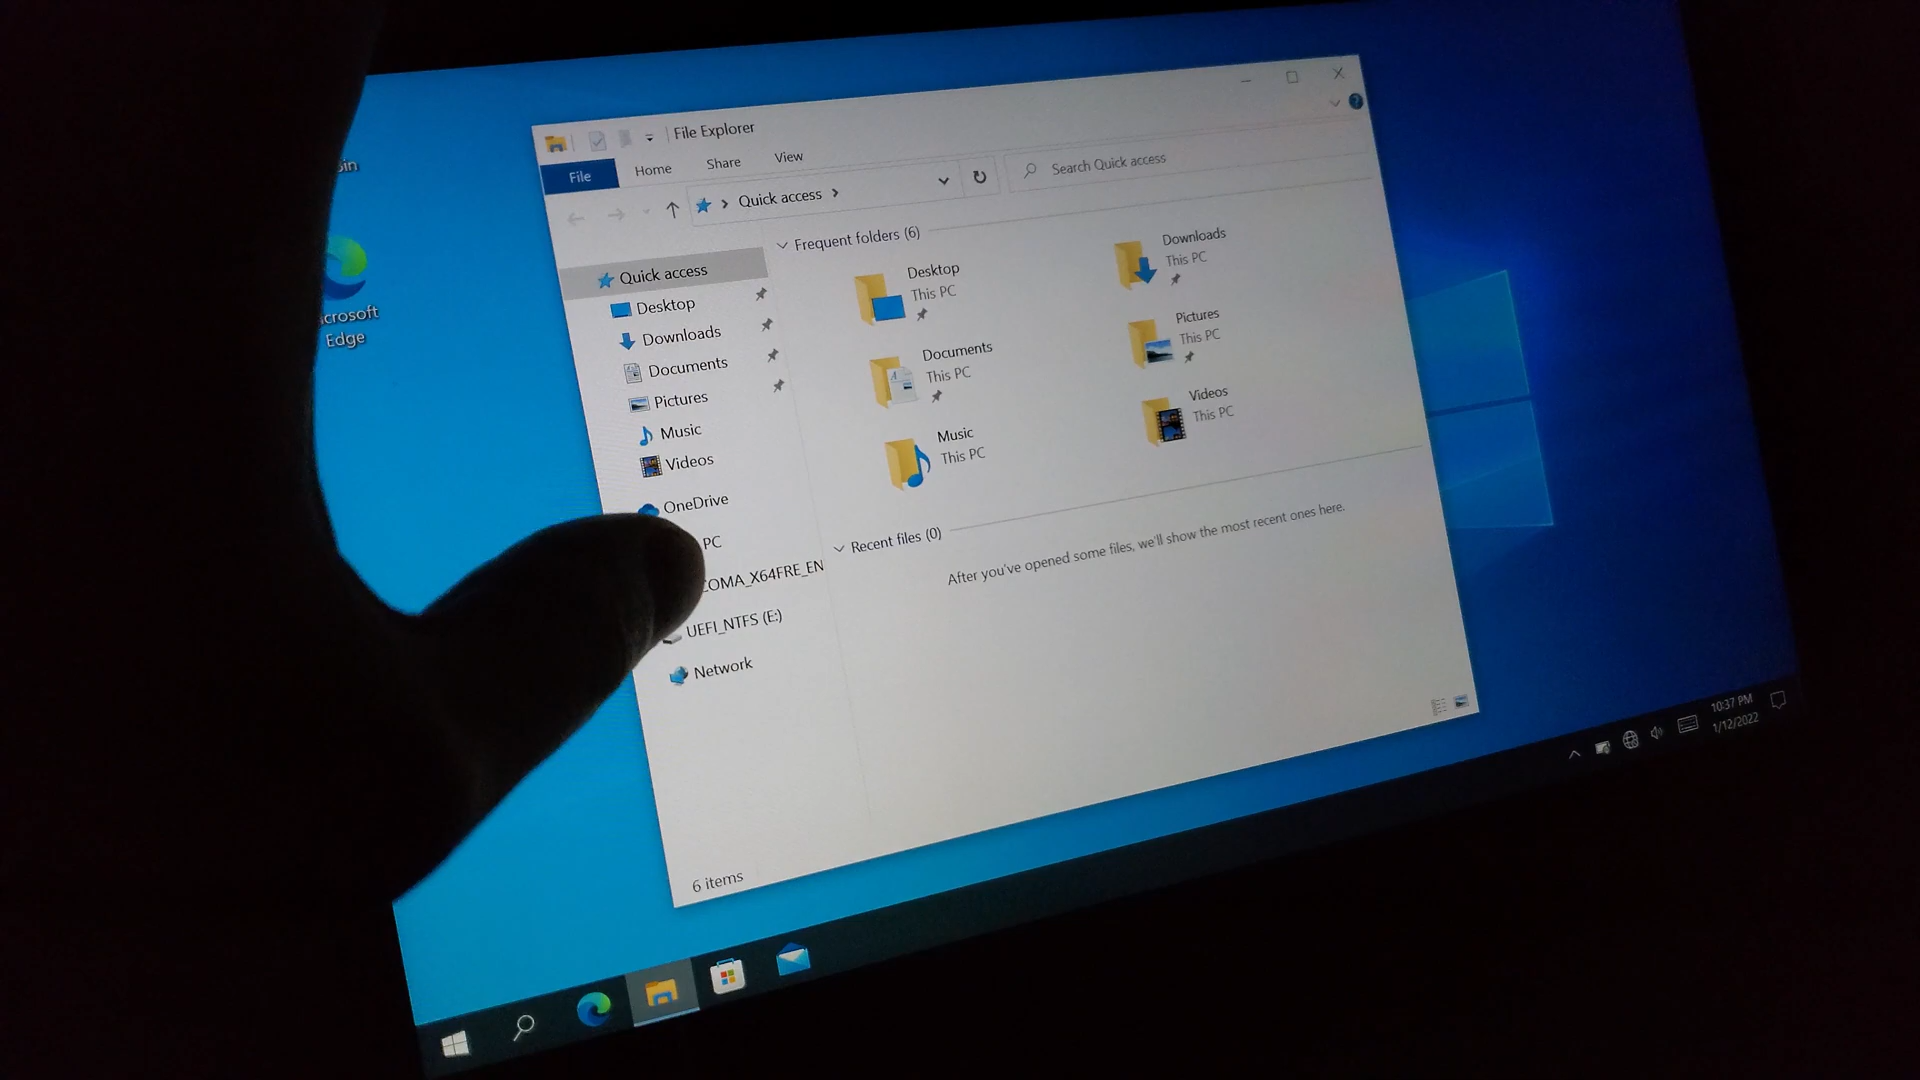 Bin
icrosoft
Edge
File Explorer
File
Home
Share
View
Quick access
Search Quick access
Quick access
Desktop
Downloads
Documents
Pictures
Music
Videos
OneDrive
PC
COMA_X64FRE_EN
UEFI_NTFS (E:)
Network
Frequent folders (6)
Desktop
This PC
Downloads
This PC
Documents
This PC
Pictures
This PC
Music
This PC
Videos
This PC
Recent files (0)
After you've opened some files, we'll show the most recent ones here.
6 items
10:37 PM
1/12/2022